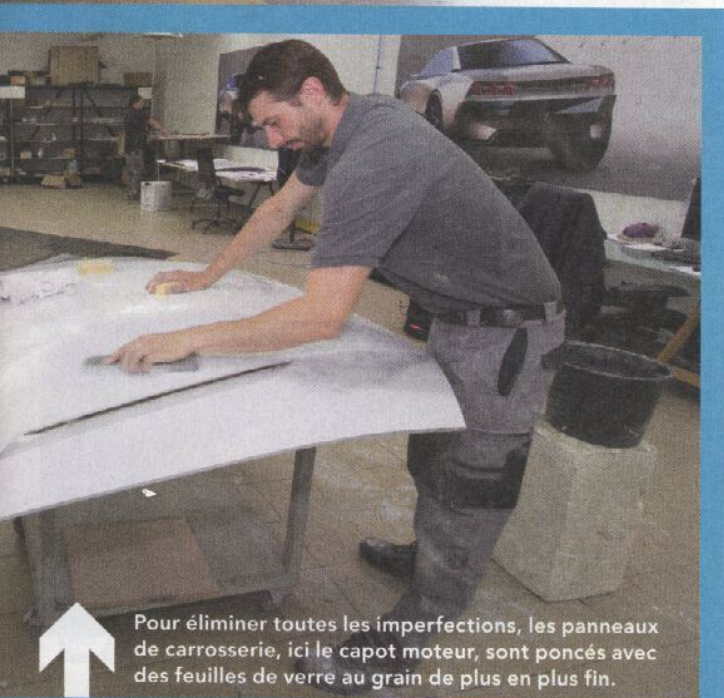 Pour éliminer toutes les imperfections, les panneaux
de carrosserie, ici le capot moteur, sont poncés avec
des feuilles de verre au grain de plus en plus fin.